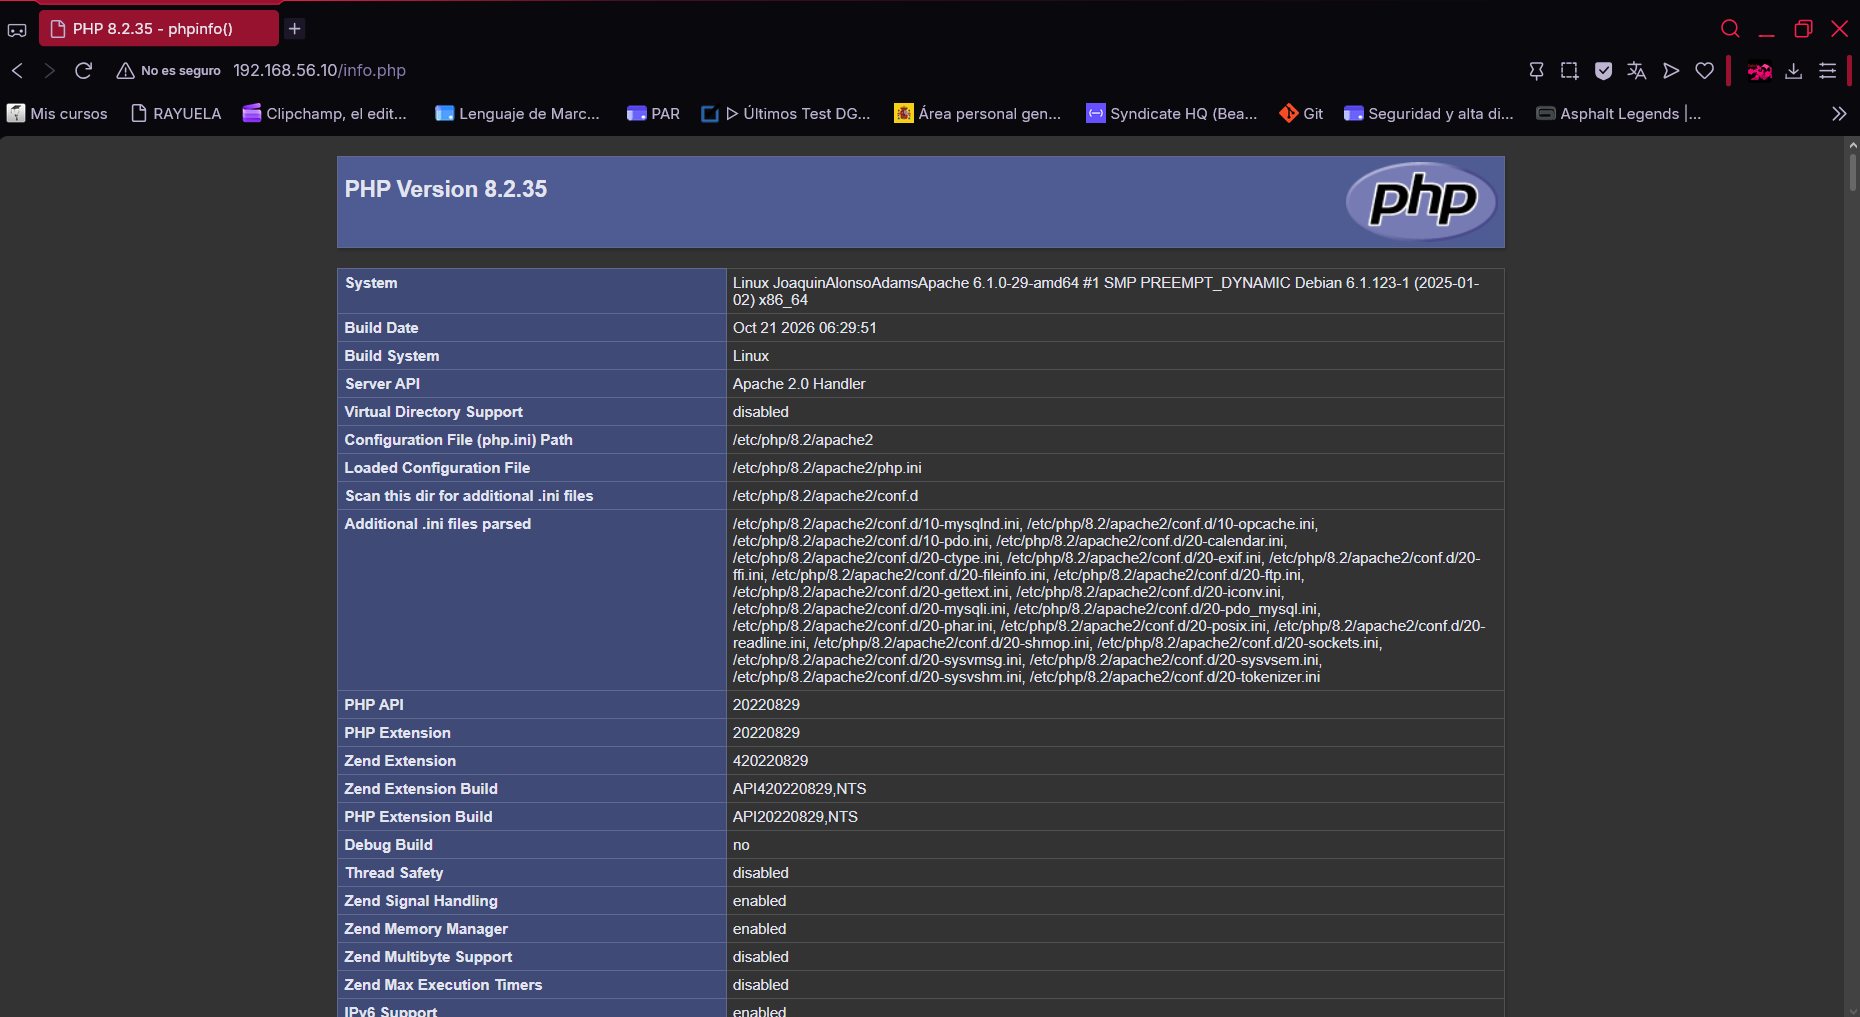 PHP 8.2.35 - phpinfo()
No es seguro 192.168.56.10/info.php
Mis cursos RAYUELA Clipchamp, el edit... Lenguaje de Marc... PAR ▷ Últimos Test DG... Área personal gen... Syndicate HQ (Bea... Git Seguridad y alta di... Asphalt Legends |...
PHP Version 8.2.35
php
System Linux JoaquinAlonsoAdamsApache 6.1.0-29-amd64 #1 SMP PREEMPT_DYNAMIC Debian 6.1.123-1 (2025-01-
02) x86_64
Build Date Oct 21 2026 06:29:51
Build System Linux
Server API Apache 2.0 Handler
Virtual Directory Support disabled
Configuration File (php.ini) Path /etc/php/8.2/apache2
Loaded Configuration File /etc/php/8.2/apache2/php.ini
Scan this dir for additional .ini files /etc/php/8.2/apache2/conf.d
Additional .ini files parsed /etc/php/8.2/apache2/conf.d/10-mysqlnd.ini, /etc/php/8.2/apache2/conf.d/10-opcache.ini,
/etc/php/8.2/apache2/conf.d/10-pdo.ini, /etc/php/8.2/apache2/conf.d/20-calendar.ini,
/etc/php/8.2/apache2/conf.d/20-ctype.ini, /etc/php/8.2/apache2/conf.d/20-exif.ini, /etc/php/8.2/apache2/conf.d/20-
ffi.ini, /etc/php/8.2/apache2/conf.d/20-fileinfo.ini, /etc/php/8.2/apache2/conf.d/20-ftp.ini,
/etc/php/8.2/apache2/conf.d/20-gettext.ini, /etc/php/8.2/apache2/conf.d/20-iconv.ini,
/etc/php/8.2/apache2/conf.d/20-mysqli.ini, /etc/php/8.2/apache2/conf.d/20-pdo_mysql.ini,
/etc/php/8.2/apache2/conf.d/20-phar.ini, /etc/php/8.2/apache2/conf.d/20-posix.ini, /etc/php/8.2/apache2/conf.d/20-
readline.ini, /etc/php/8.2/apache2/conf.d/20-shmop.ini, /etc/php/8.2/apache2/conf.d/20-sockets.ini,
/etc/php/8.2/apache2/conf.d/20-sysvmsg.ini, /etc/php/8.2/apache2/conf.d/20-sysvsem.ini,
/etc/php/8.2/apache2/conf.d/20-sysvshm.ini, /etc/php/8.2/apache2/conf.d/20-tokenizer.ini
PHP API 20220829
PHP Extension 20220829
Zend Extension 420220829
Zend Extension Build API420220829,NTS
PHP Extension Build API20220829,NTS
Debug Build no
Thread Safety disabled
Zend Signal Handling enabled
Zend Memory Manager enabled
Zend Multibyte Support disabled
Zend Max Execution Timers disabled
IPv6 Support enabled